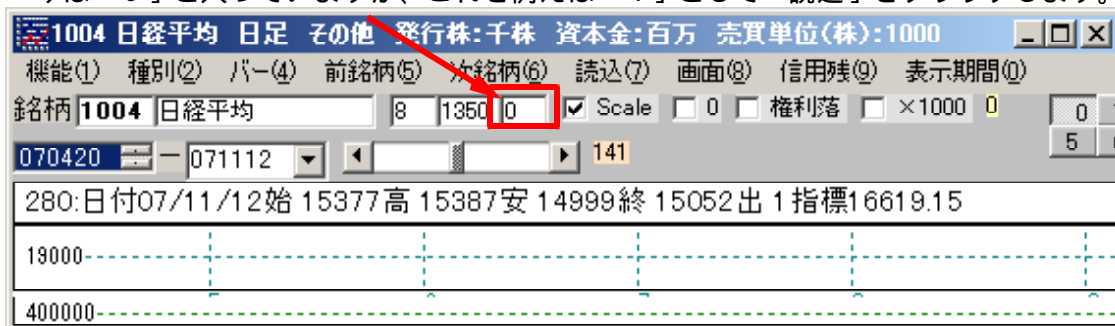 1004 日経平均 日足 その他 発行株:千株 資本金:百万 売買単位(株):1000
機能(1) 種別(2) バー(4) 前銘柄(5) 次銘柄(6) 読込(7) 画面(8) 信用残(9) 表示期間(0)
銘柄 1004 日経平均 8 1350 0 Scale 0 権利落 ×1000 0 0
070420 - 071112 141 5
280:日付07/11/12始 15377高 15387安 14999終 15052出 1指標16619.15
19000
400000